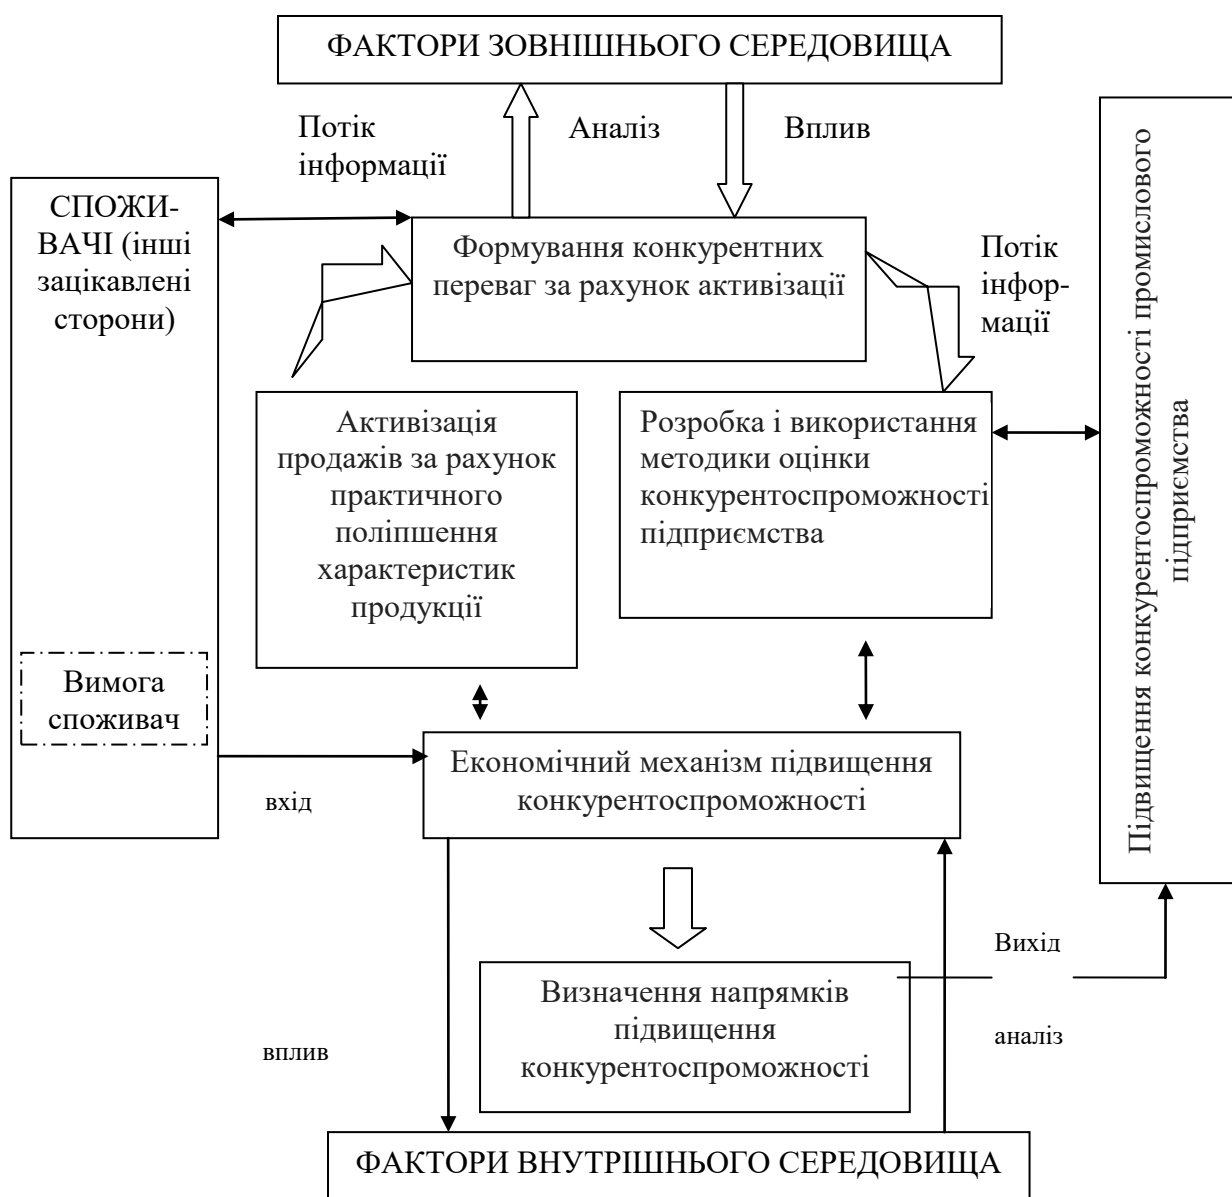 ФАКТОРИ ЗОВНІШНЬОГО СЕРЕДОВИЩА
Потік
інформації
Аналіз
Вплив
СПОЖИ-
ВАЧІ (інші
зацікавлені
сторони)
Формування конкурентних
переваг за рахунок активізації
Потік
інфор-
мації
Підвищення конкурентоспроможності промислового
підприємства
Активізація
продажів за рахунок
практичного
поліпшення
характеристик
продукції
Розробка і використання
методики оцінки
конкурентоспроможності
підприємства
Вимога
споживач
вхід
Економічний механізм підвищення
конкурентоспроможності
Вихід
Визначення напрямків
підвищення
конкурентоспроможності
вплив
аналіз
ФАКТОРИ ВНУТРІШНЬОГО СЕРЕДОВИЩА